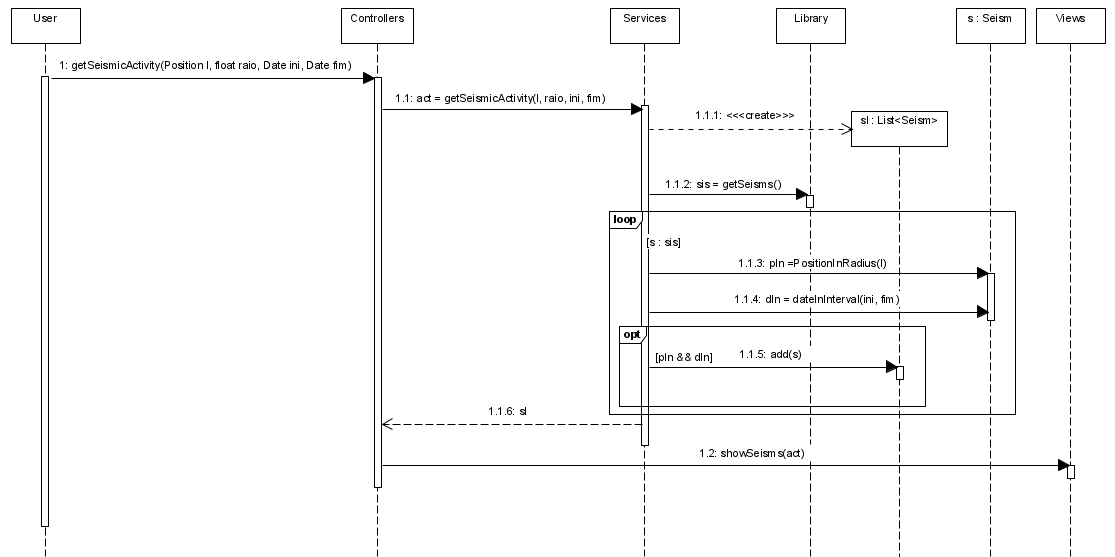 User
Controllers
Services
Library
s : Seism
Views
1: getSeismicActivity(Position l, float raio, Date ini, Date fim)
1.1: act = getSeismicActivity(l, raio, ini, fim)
1.1.1: <<<create>>>
sl : List<Seism>
1.1.2: sis = getSeisms()
loop
[s : sis]
1.1.3: pIn =PositionInRadius(l)
1.1.4: dIn = dateInInterval(ini, fim)
opt
[pIn && dIn]
1.1.5: add(s)
1.1.6: sl
1.2: showSeisms(act)